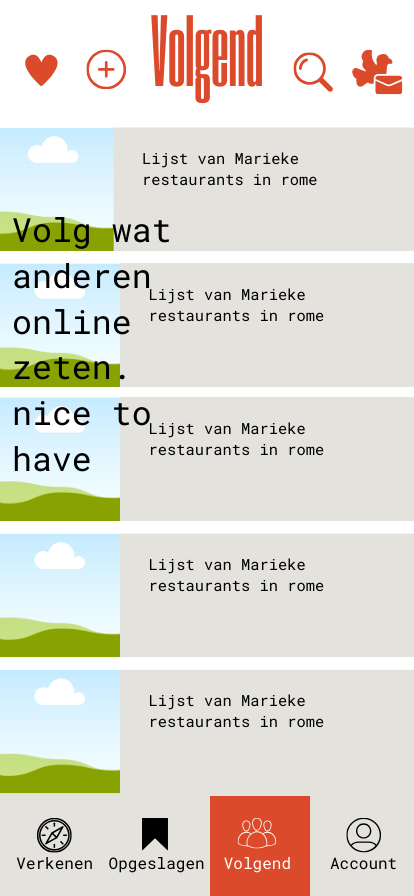 Volgend
Lijst van Marieke
restaurants in rome
Volg wat
anderen
online
zeten.
nice to
have
Lijst van Marieke
restaurants in rome
Lijst van Marieke
restaurants in rome
Lijst van Marieke
restaurants in rome
Lijst van Marieke
restaurants in rome
Verkenen Opgeslagen Volgend Account